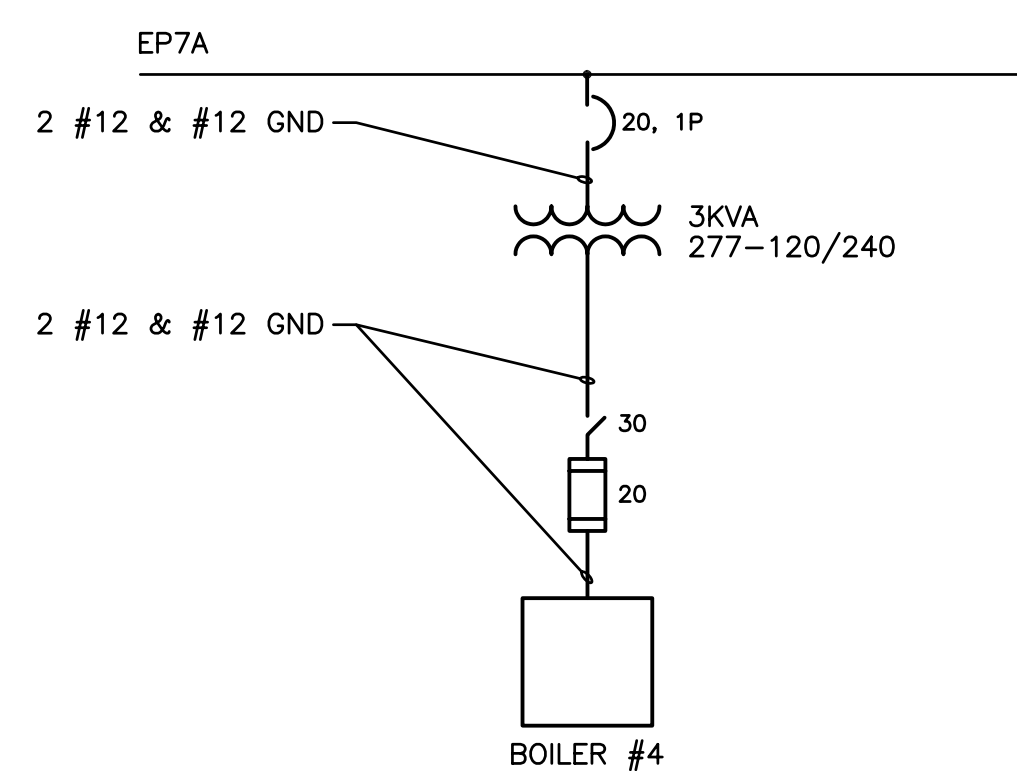 EP7A
2 #12 & #12 GND
20, 1P
3KVA
277-120/240
2 #12 & #12 GND
30
20
BOILER #4